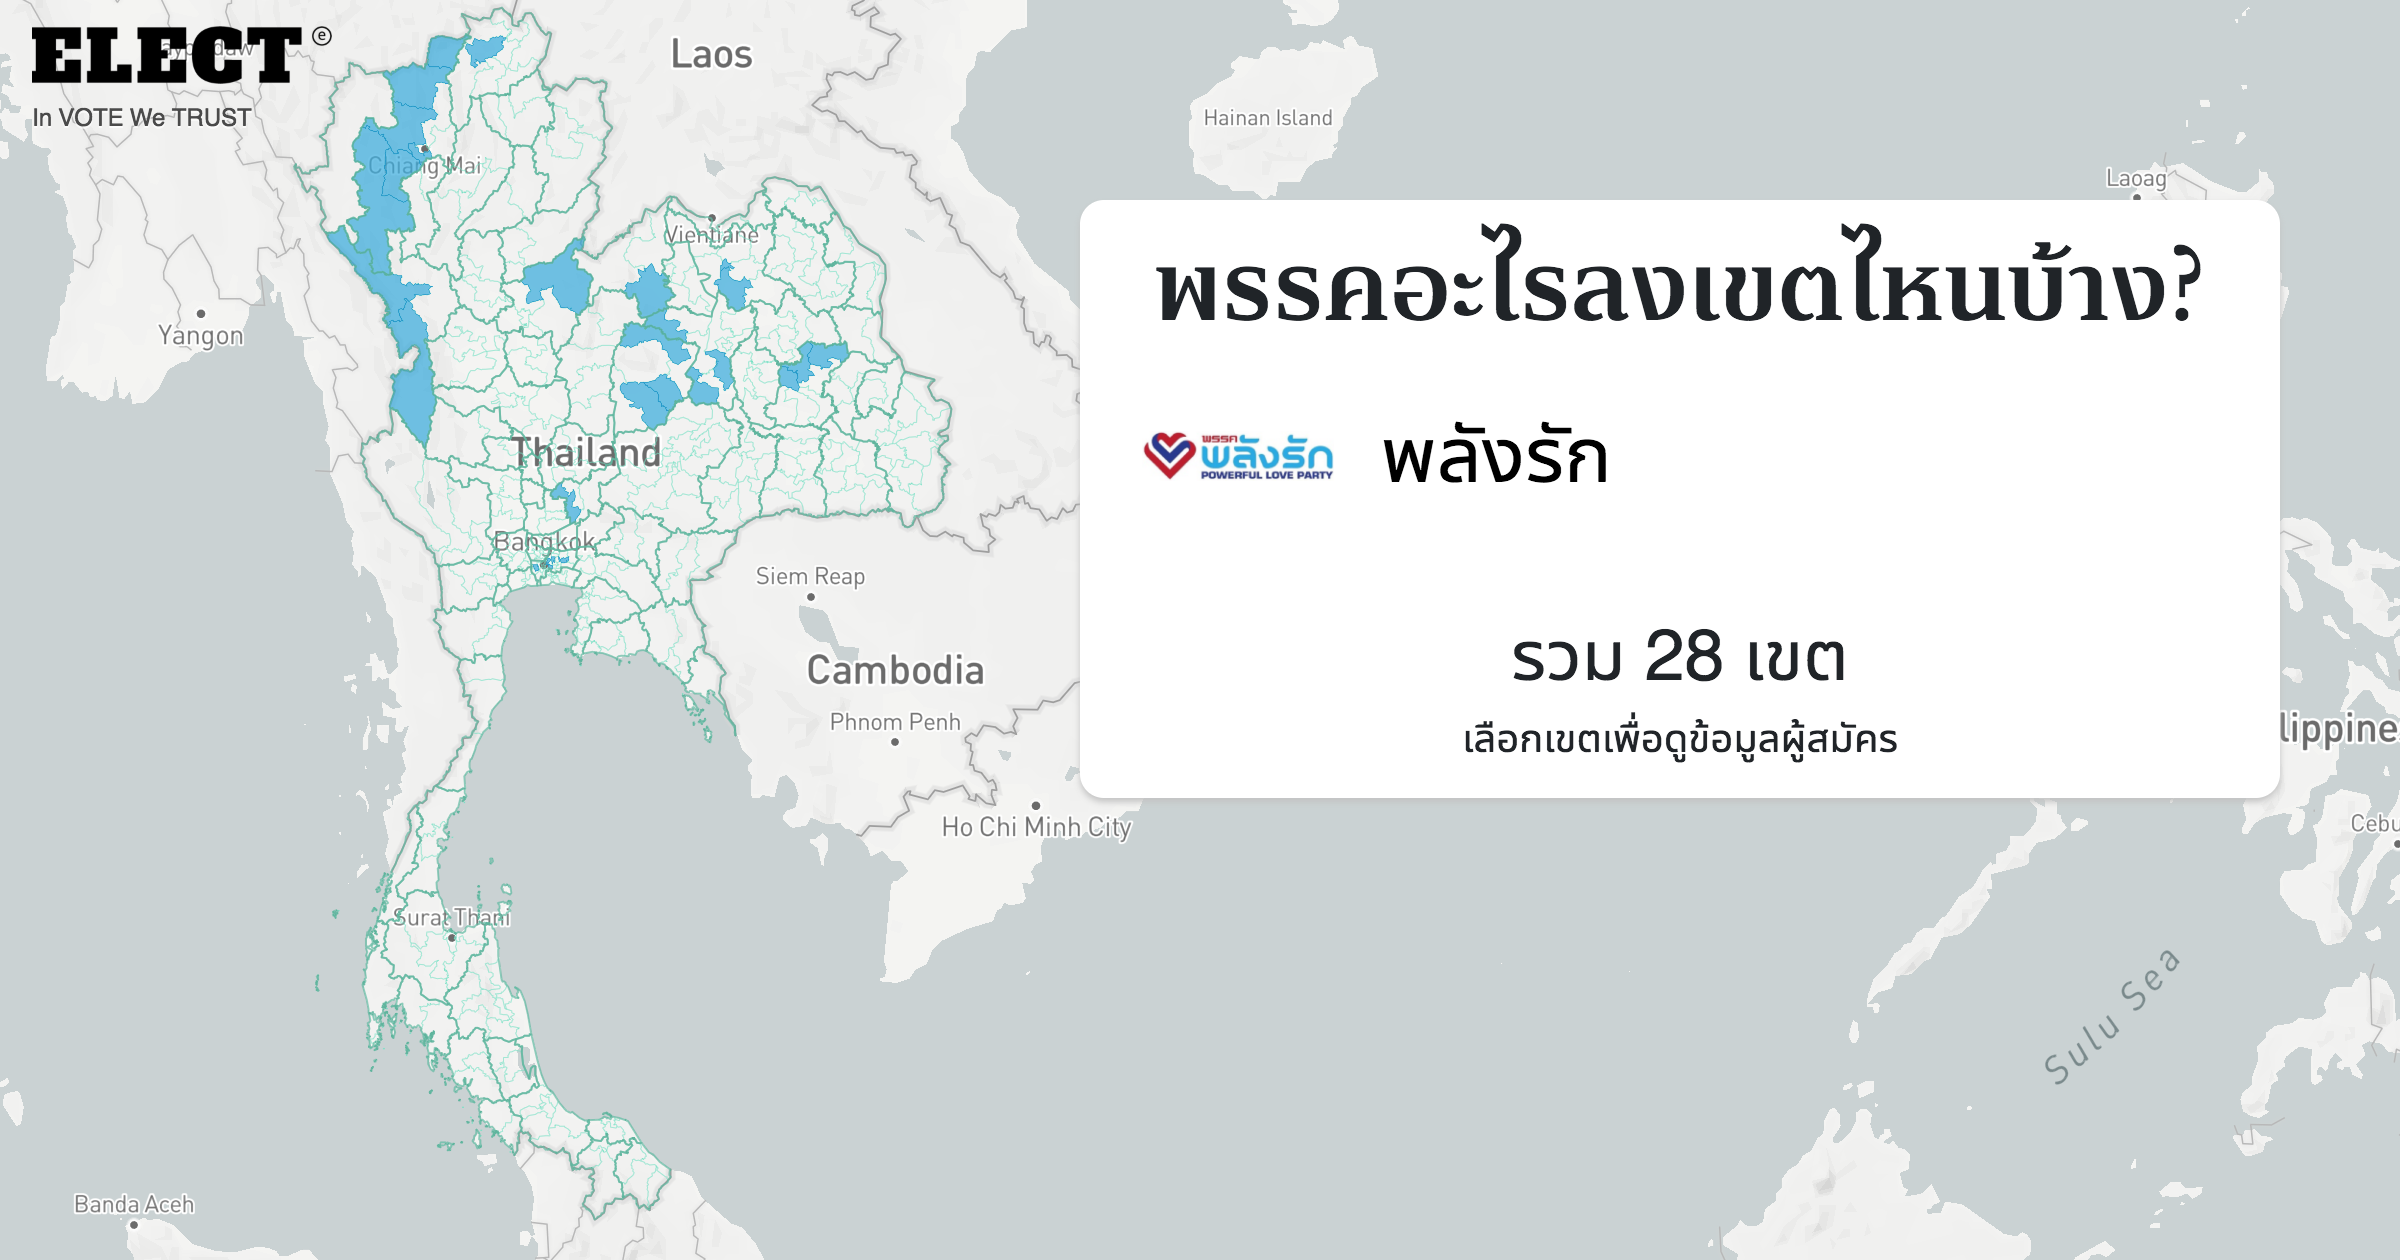 ELECT ⓔ
In VOTE We TRUST
Laos
Hainan Island
Laoag
Chiang Mai
Vientiane
Yangon
พรรคอะไรลงเขตไหนบ้าง?
พรรค
พลังรัก
POWERFUL LOVE PARTY
พลังรัก
Thailand
Bangkok
Siem Reap
Cambodia
รวม 28 เขต
Phnom Penh
เลือกเขตเพื่อดูข้อมูลผู้สมัคร
lippine
Ho Chi Minh City
Cebu
Surat Thani
Sulu Sea
Banda Aceh